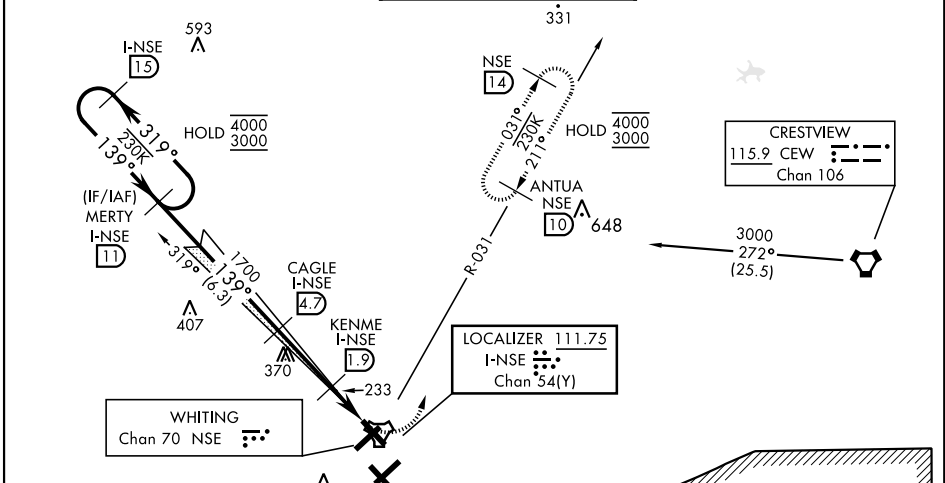 331
593
I-NSE
15
NSE
14
319°
230K
139°
HOLD 4000
3000
031°
230K
211°
HOLD 4000
3000
CRESTVIEW
115.9 CEW
Chan 106
(IF/IAF)
MERTY
I-NSE
11
ANTUA
NSE
10
648
3000
272°
(25.5)
R-031
1700
139°
319° (6.3)
CAGLE
I-NSE
4.7
407
KENME
I-NSE
1.9
370
233
LOCALIZER 111.75
I-NSE
Chan 54(Y)
WHITING
Chan 70 NSE